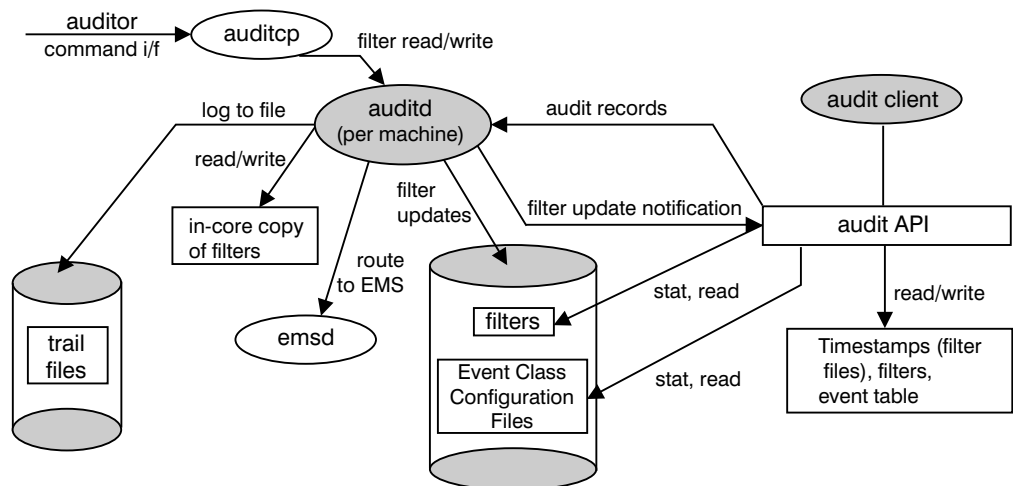 auditor
command i/f
auditcp
filter read/write
auditd
(per machine)
log to file
audit records
audit client
read/write
filter
updates
filter update notification
audit API
in-core copy
of filters
route
to EMS
stat, read
read/write
emsd
filters
trail
files
Event Class
Configuration
Files
stat, read
Timestamps (filter
files), filters,
event table